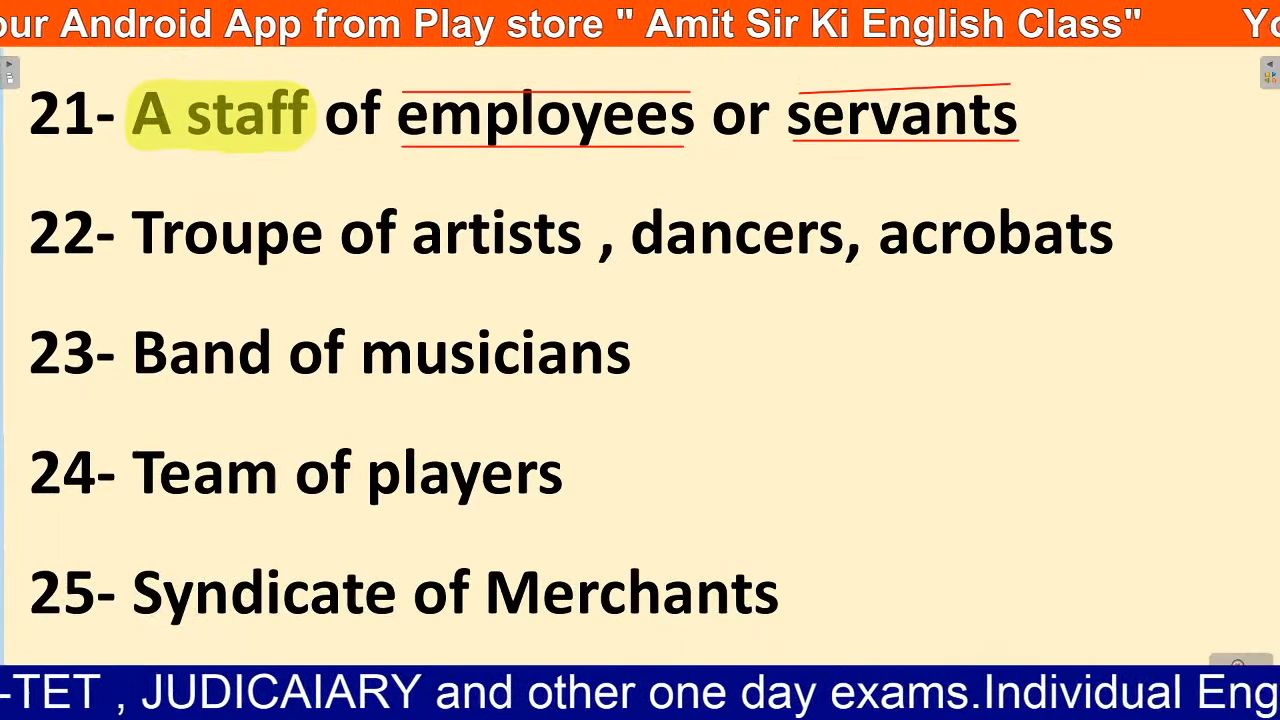 our Android App from Play store " Amit Sir Ki English Class" Yo
21- A staff of employees or servants
22- Troupe of artists , dancers, acrobats
23- Band of musicians
24- Team of players
25- Syndicate of Merchants
-TET , JUDICAIARY and other one day exams.Individual Eng